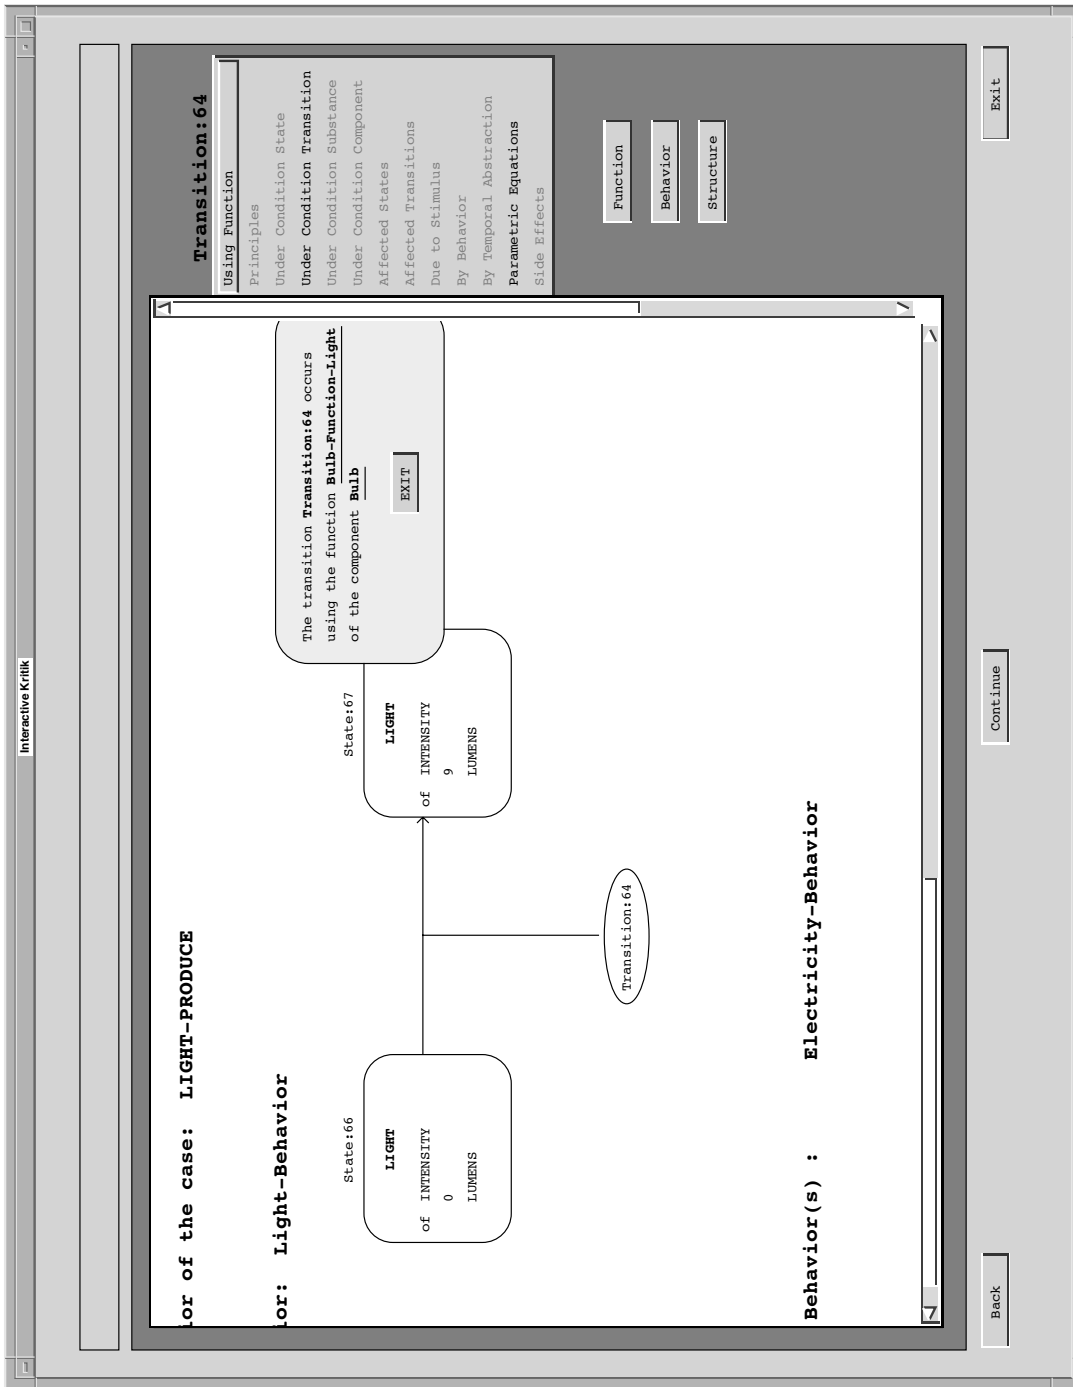 Interactive Kritik
ior of the case: LIGHT-PRODUCE
ior: Light-Behavior
State:66
LIGHT
of INTENSITY
0
LUMENS
State:67
LIGHT
of INTENSITY
9
LUMENS
Transition:64
The transition Transition:64 occurs
using the function Bulb-Function-Light
of the component Bulb
EXIT
Behavior(s) : Electricity-Behavior
Transition:64
Using Function
Principles
Under Condition State
Under Condition Transition
Under Condition Substance
Under Condition Component
Affected States
Affected Transitions
Due to Stimulus
By Behavior
By Temporal Abstraction
Parametric Equations
Side Effects
Function
Behavior
Structure
Back
Continue
Exit